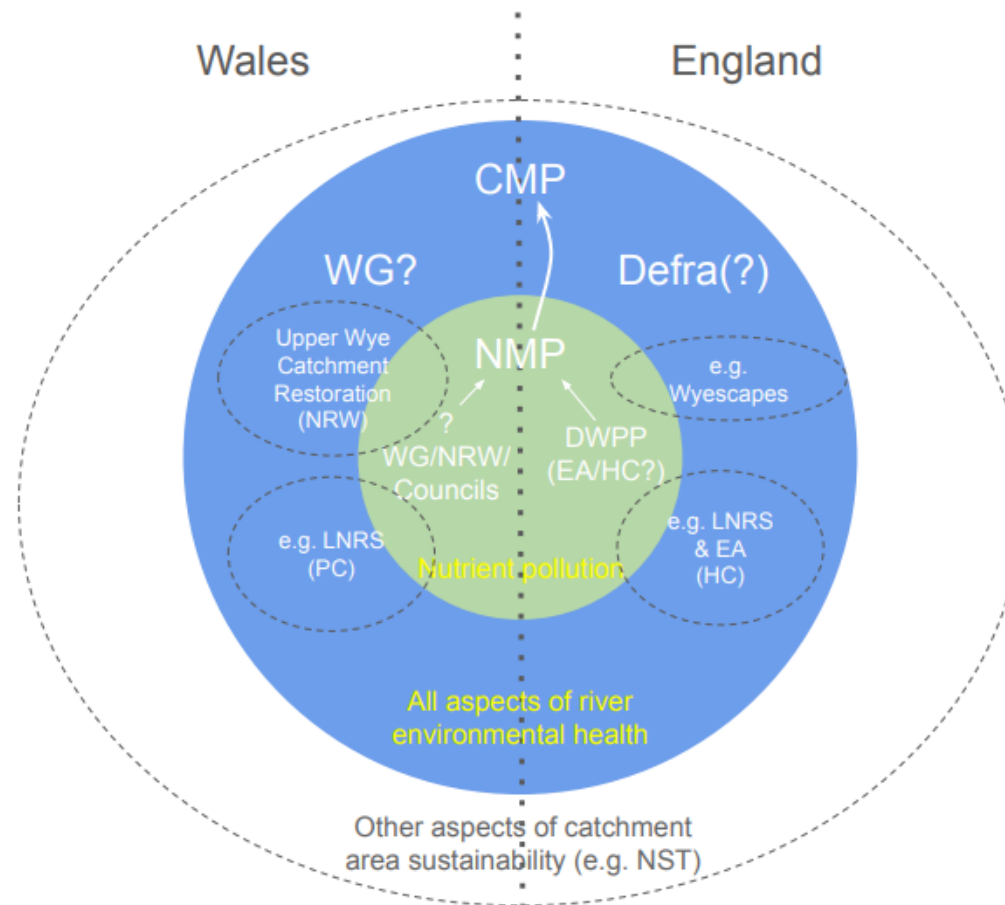 Wales
England
CMP
WG?
Defra(?)
Upper Wye
Catchment
Restoration
(NRW)
NMP
e.g.
Wyescapes
?
WG/NRW/
Councils
DWPP
(EA/HC?)
e.g. LNRS
(PC)
e.g. LNRS
& EA
(HC)
Nutrient pollution
All aspects of river
environmental health
Other aspects of catchment
area sustainability (e.g. NST)